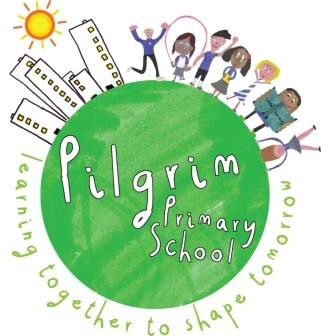 Pilgrim
Primary
School
learning together to shape tomorrow